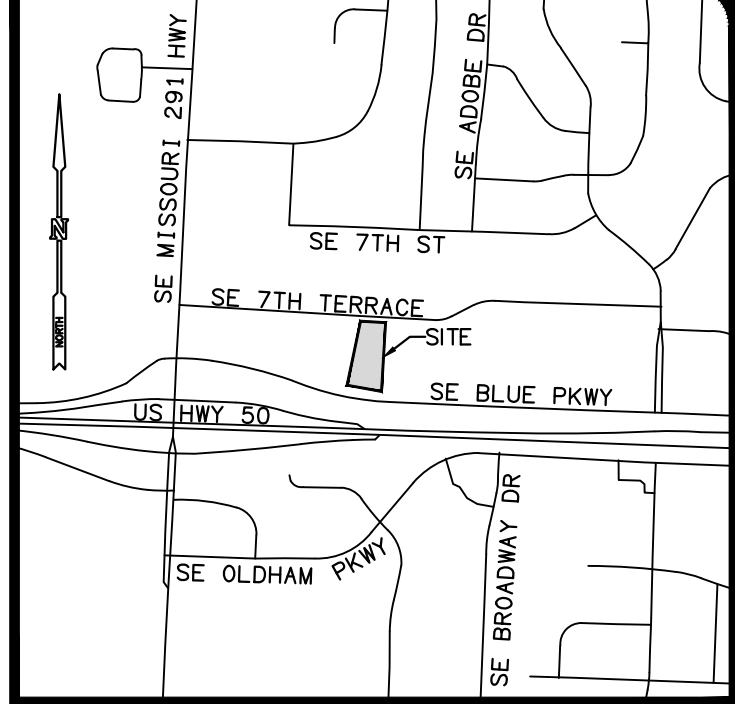 SE MISSOURI 291 HWY
SE ADOBE DR
N
NORTH
SE 7TH ST
SE 7TH TERRACE
SITE
SE BLUE PKWY
US HWY 50
SE OLDHAM PKWY
SE BROADWAY DR